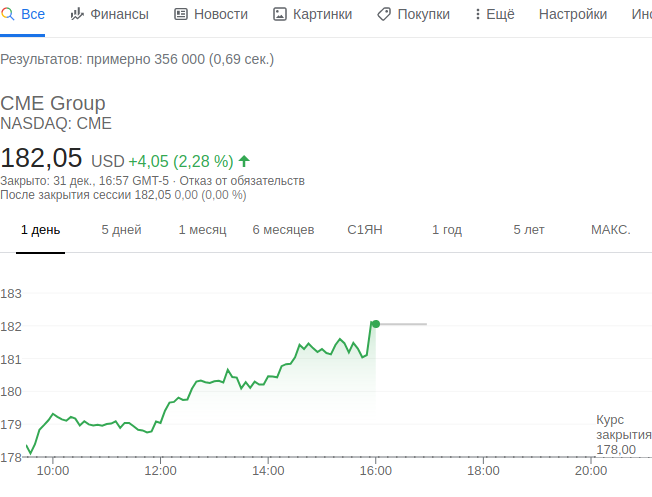 Все Финансы Новости Картинки Покупки Ещё Настройки
Результатов: примерно 356 000 (0,69 сек.)
CME Group
NASDAQ: CME
182,05 USD +4,05 (2,28 %)
Закрыто: 31 дек., 16:57 GMT-5 · Отказ от обязательств
После закрытия сессии 182,05 0,00 (0,00 %)
1 день 5 дней 1 месяц 6 месяцев С1ЯН 1 год 5 лет МАКС.
183
182
181
180
179
Курс
закрытия
178,00
178
10:00 12:00 14:00 16:00 18:00 20:00